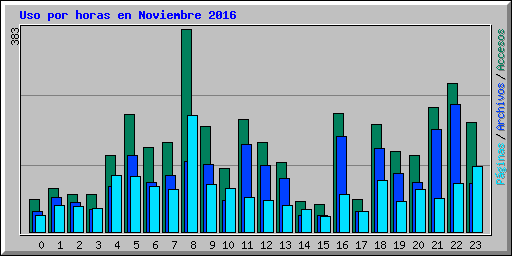 Uso por horas en Noviembre 2016
383
Páginas / Archivos / Accesos
0 1 2 3 4 5 6 7 8 9 10 11 12 13 14 15 16 17 18 19 20 21 22 23